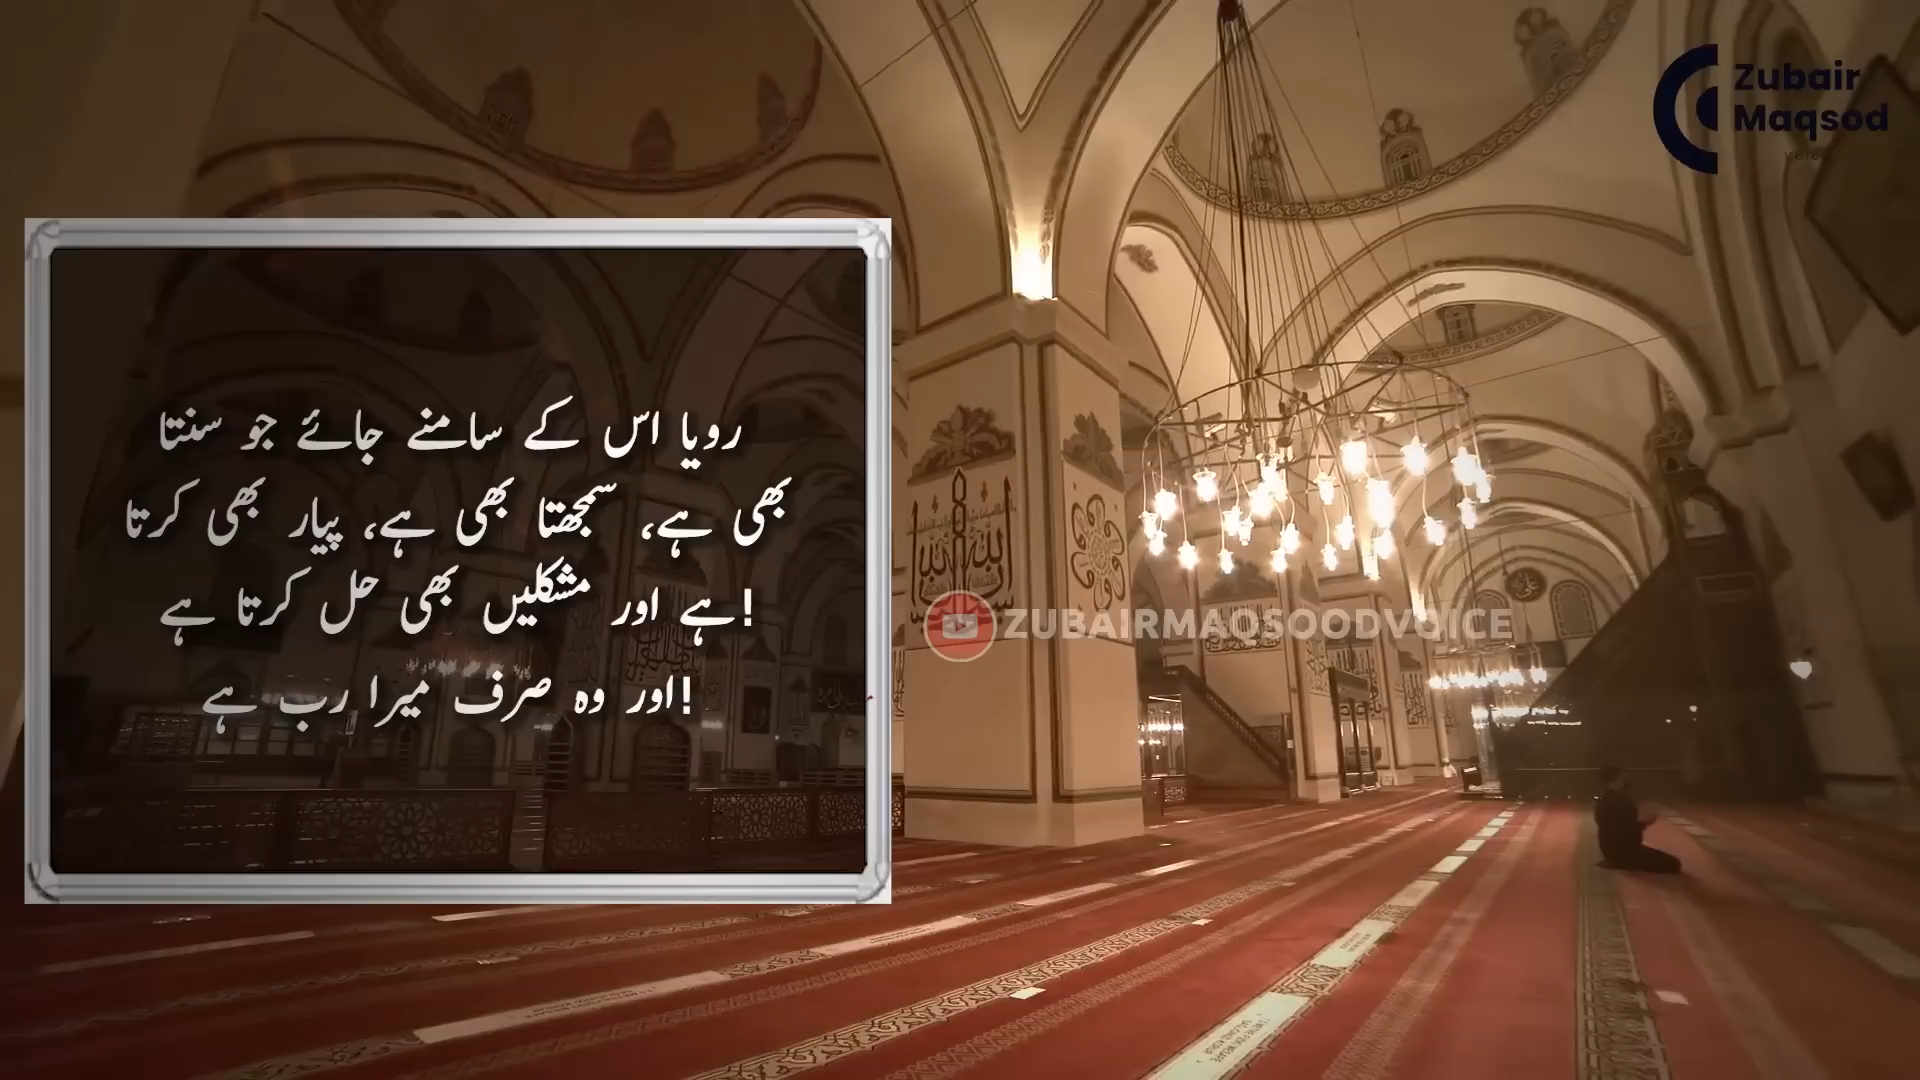 رویا اس کے سامنے جائے جو سنتا
بھی ہے، سمجھتا بھی ہے، پیار بھی کرتا
!ہے اور مشکلیں بھی حل کرتا ہے
!اور وہ صرف میرا رب ہے
Zubair
Maqsod
ZUBAIRMAQSOODVOICE